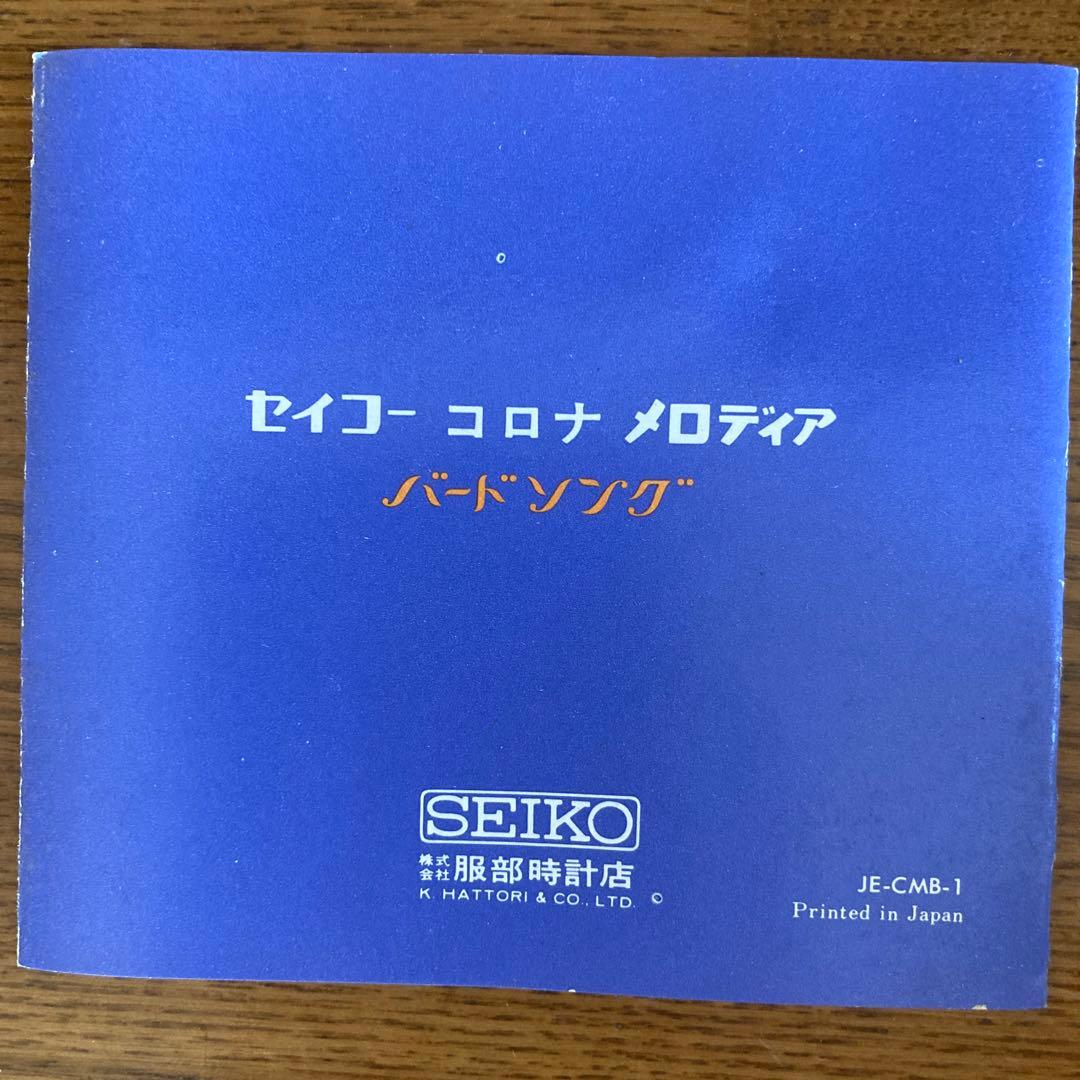 セイコー コロナ メロディア
バードソング
SEIKO
株式会社 服部時計店
K. HATTORI & CO., LTD. ©
JE-CMB-1
Printed in Japan